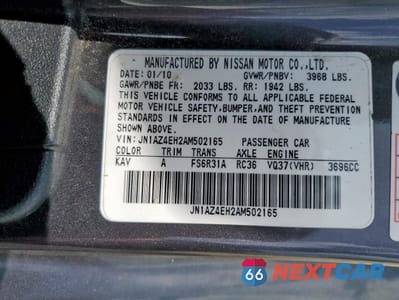 MANUFACTURED BY NISSAN MOTOR CO.,LTD.
DATE: 01/10 GVWR/PNBV: 3968 LBS.
GAWR/PNBE FR: 2033 LBS. RR: 1942 LBS.
THIS VEHICLE CONFORMS TO ALL APPLICABLE FEDERAL
MOTOR VEHICLE SAFETY,BUMPER,AND THEFT PREVENTION
STANDARDS IN EFFECT ON THE DATE OF MANUFACTURE
SHOWN ABOVE.
VIN: JN1AZ4EH2AM502165 PASSENGER CAR
COLOR TRIM TRANS AXLE ENGINE
KAV A FS6R31A RC36 VQ37(VHR) 3696CC
JN1AZ4EH2AM502165
66 NEXTCAR